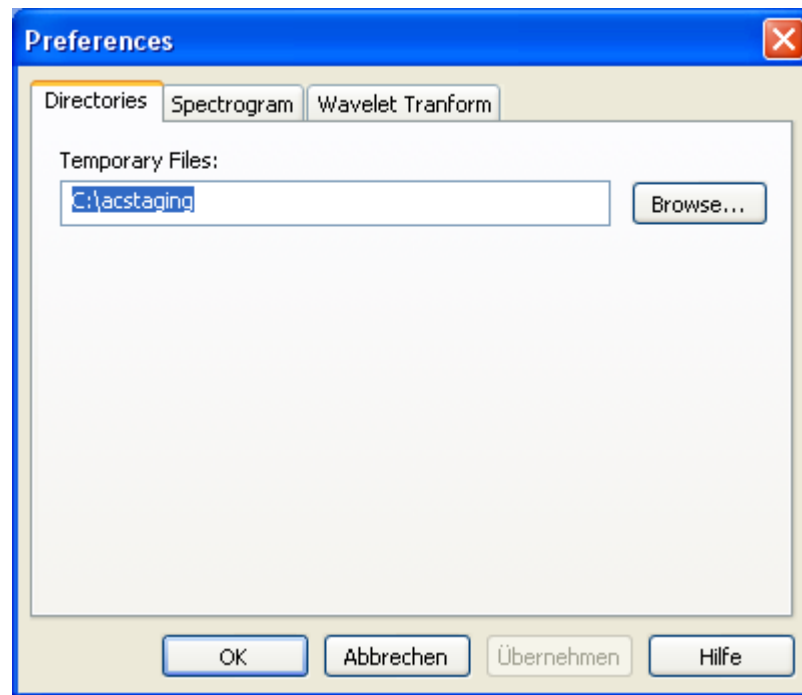 Preferences
Directories Spectrogram Wavelet Tranform
Temporary Files:
C:\acstaging Browse...
OK Abbrechen Übernehmen Hilfe